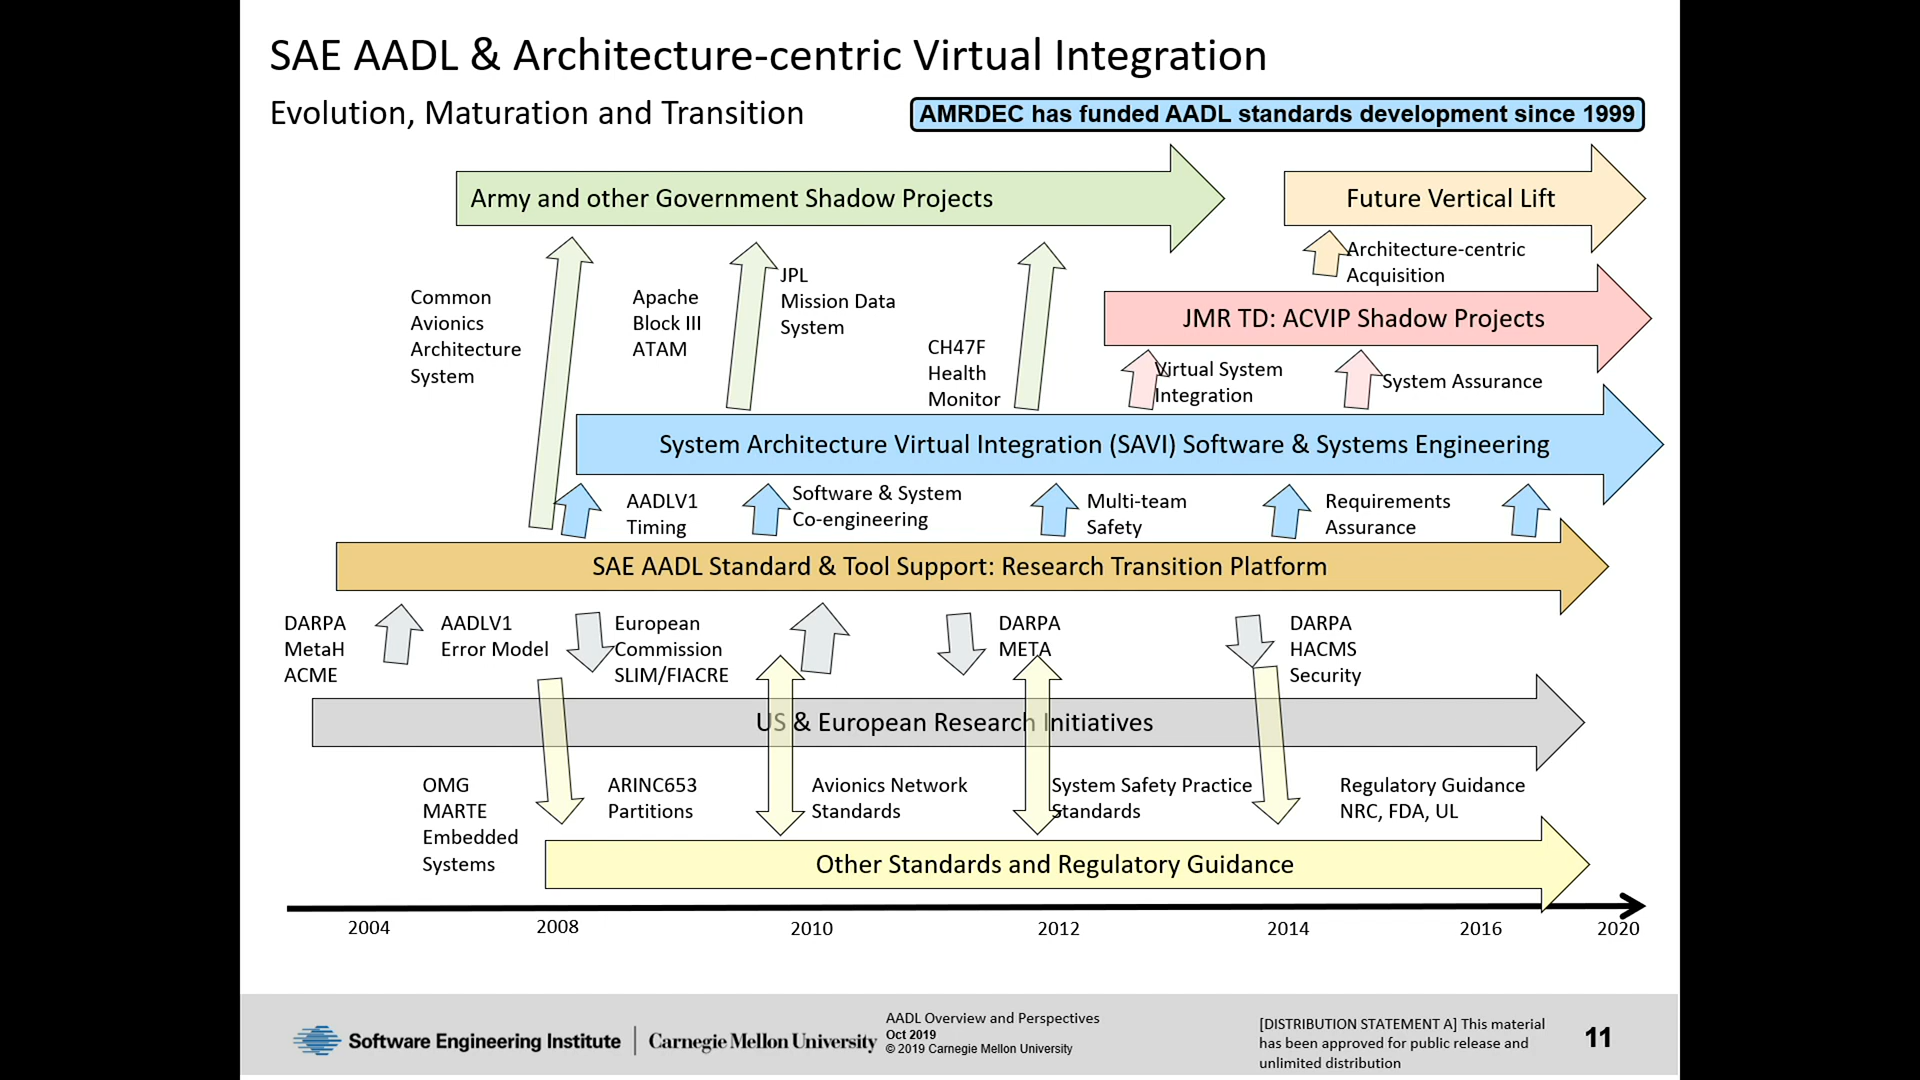 SAE AADL & Architecture-centric Virtual Integration
Evolution, Maturation and Transition
AMRDEC has funded AADL standards development since 1999
Army and other Government Shadow Projects
Future Vertical Lift
Architecture-centric
Acquisition
Common
Avionics
Architecture
System
Apache
Block III
ATAM
JPL
Mission Data
System
CH47F
Health
Monitor
JMR TD: ACVIP Shadow Projects
Virtual System
Integration
System Assurance
System Architecture Virtual Integration (SAVI) Software & Systems Engineering
AADLV1
Timing
Software & System
Co-engineering
Multi-team
Safety
Requirements
Assurance
SAE AADL Standard & Tool Support: Research Transition Platform
DARPA
MetaH
ACME
AADLV1
Error Model
European
Commission
SLIM/FIACRE
DARPA
META
DARPA
HACMS
Security
US & European Research Initiatives
OMG
MARTE
Embedded
Systems
ARINC653
Partitions
Avionics Network
Standards
System Safety Practice
Standards
Regulatory Guidance
NRC, FDA, UL
Other Standards and Regulatory Guidance
2004 2008 2010 2012 2014 2016 2020
Software Engineering Institute | Carnegie Mellon University
AADL Overview and Perspectives
Oct 2019
© 2019 Carnegie Mellon University
[DISTRIBUTION STATEMENT A] This material
has been approved for public release and
unlimited distribution
11